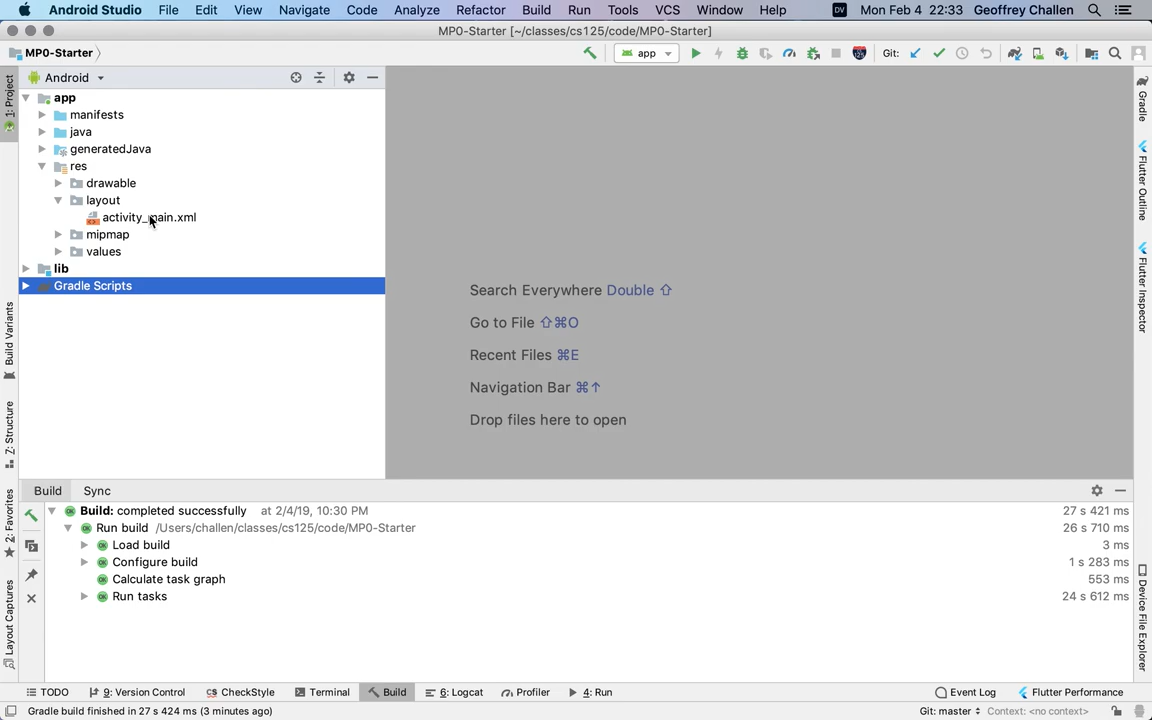 Android Studio File Edit View Navigate Code Analyze Refactor Build Run Tools VCS Window Help DV Mon Feb 4 22:33 Geoffrey Challen
MP0-Starter [~/classes/cs125/code/MP0-Starter]
MP0-Starter app Git:
Android
1: Project
app
manifests
java
generatedJava
res
drawable
layout
activity_main.xml
mipmap
values
lib
Gradle Scripts
Build Variants
Z: Structure
2: Favorites
Layout Captures
Search Everywhere Double ⇧
Go to File ⇧⌘O
Recent Files ⌘E
Navigation Bar ⌘↑
Drop files here to open
Gradle
Flutter Outline
Flutter Inspector
Device File Explorer
Build Sync
Build: completed successfully at 2/4/19, 10:30 PM 27 s 421 ms
Run build /Users/challen/classes/cs125/code/MP0-Starter 26 s 710 ms
Load build 3 ms
Configure build 1 s 283 ms
Calculate task graph 553 ms
Run tasks 24 s 612 ms
TODO 9: Version Control CS CheckStyle Terminal Build 6: Logcat Profiler 4: Run Event Log Flutter Performance
Gradle build finished in 27 s 424 ms (3 minutes ago) Git: master Context: <no context>